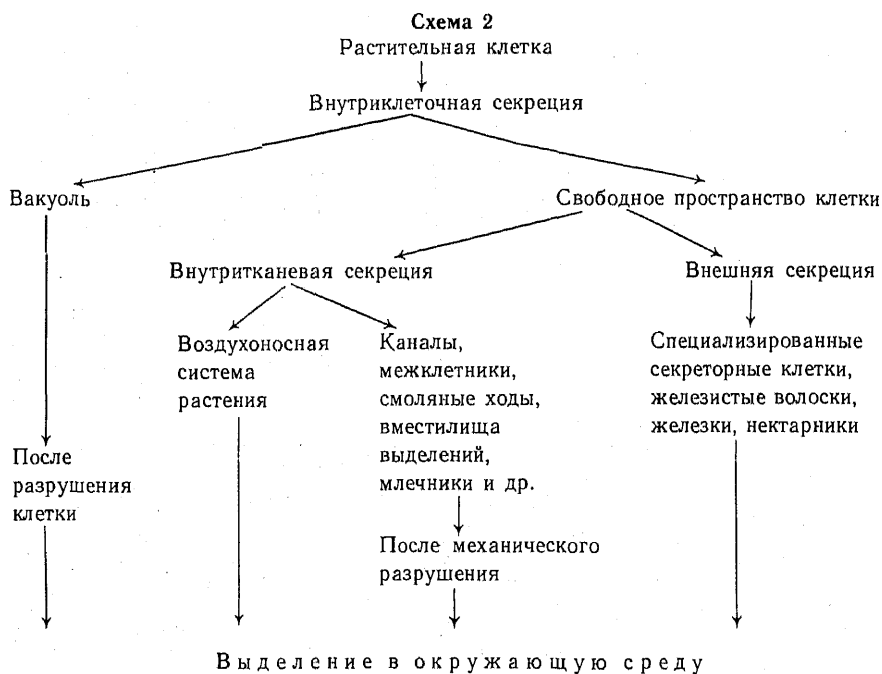 Схема 2
Растительная клетка
Внутриклеточная секреция
Вакуоль
Свободное пространство клетки
Внутритканевая секреция
Внешняя секреция
Воздухоносная
система
растения
Каналы,
межклетники,
смоляные ходы,
вместилища
выделений,
млечники и др.
Специализированные
секреторные клетки,
железистые волоски,
железки, нектарники
После
разрушения
клетки
После механического
разрушения
Выделение в окружающую среду